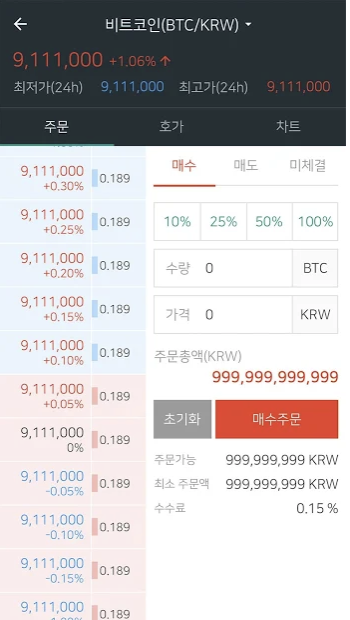 비트코인(BTC/KRW)
9,111,000 +1.06%
최저가(24h) 9,111,000 최고가(24h) 9,111,000
주문 호가 차트
9,111,000 0.189
+0.30%
9,111,000 0.189
+0.25%
9,111,000 0.189
+0.20%
9,111,000 0.189
+0.15%
9,111,000 0.189
+0.10%
9,111,000 0.189
+0.05%
9,111,000 0.189
0%
9,111,000 0.189
-0.05%
9,111,000 0.189
-0.10%
9,111,000 0.189
-0.15%
9,111,000 0.189
매수 매도 미체결
10% 25% 50% 100%
수량 0 BTC
가격 0 KRW
주문총액(KRW)
999,999,999,999
초기화 매수주문
주문가능 999,999,999 KRW
최소 주문액 999,999,999 KRW
수수료 0.15 %